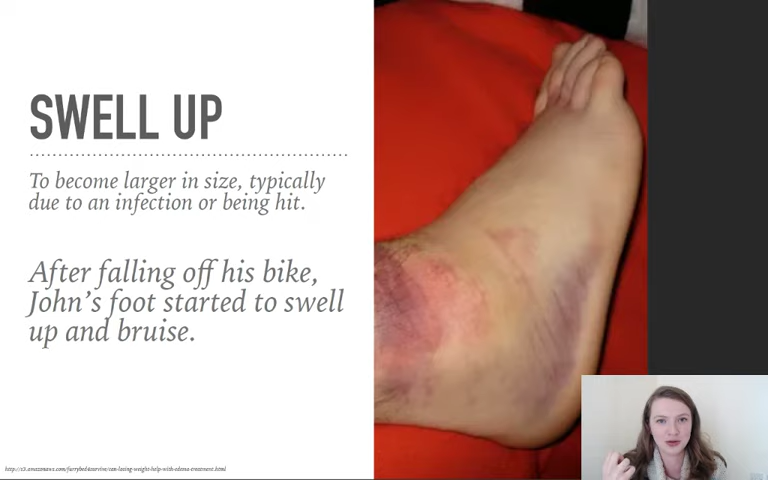 SWELL UP
To become larger in size, typically
due to an infection or being hit.
After falling off his bike,
John's foot started to swell
up and bruise.